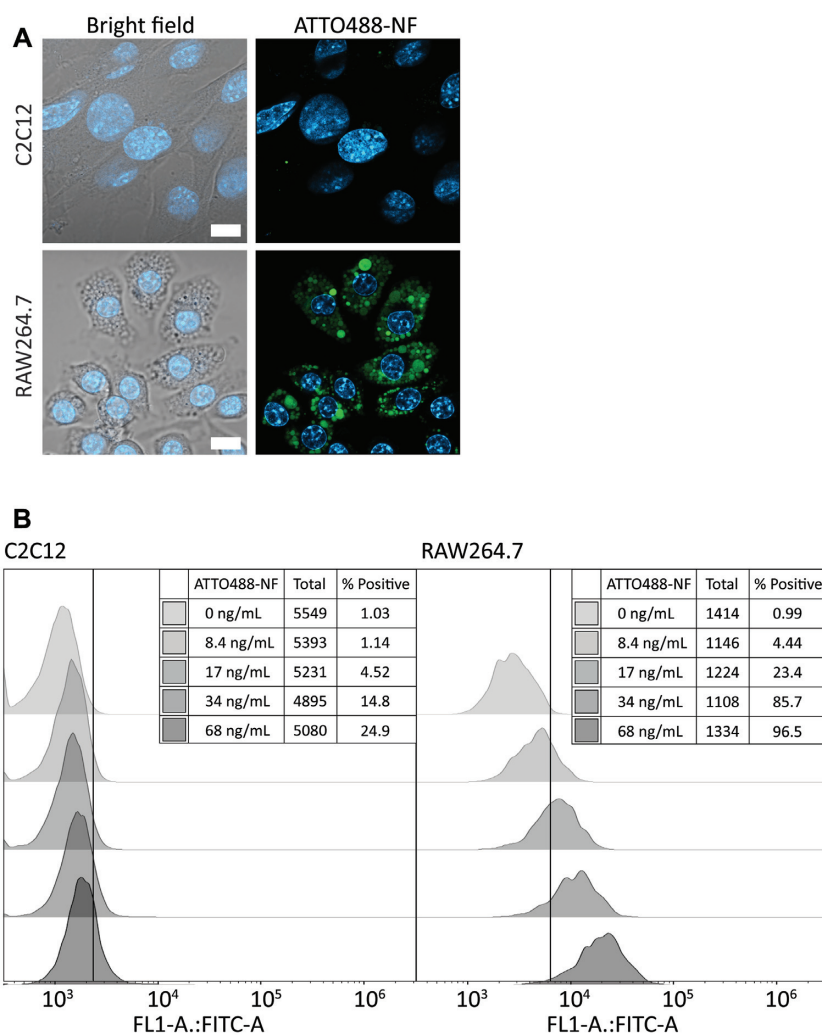 A
Bright field ATTO488-NF
C2C12
RAW264.7
B
C2C12
ATTO488-NF Total % Positive
0 ng/mL 5549 1.03
8.4 ng/mL 5393 1.14
17 ng/mL 5231 4.52
34 ng/mL 4895 14.8
68 ng/mL 5080 24.9
10³ 10⁴ 10⁵ 10⁶
FL1-A.:FITC-A
RAW264.7
ATTO488-NF Total % Positive
0 ng/mL 1414 0.99
8.4 ng/mL 1146 4.44
17 ng/mL 1224 23.4
34 ng/mL 1108 85.7
68 ng/mL 1334 96.5
10³ 10⁴ 10⁵ 10⁶
FL1-A.:FITC-A